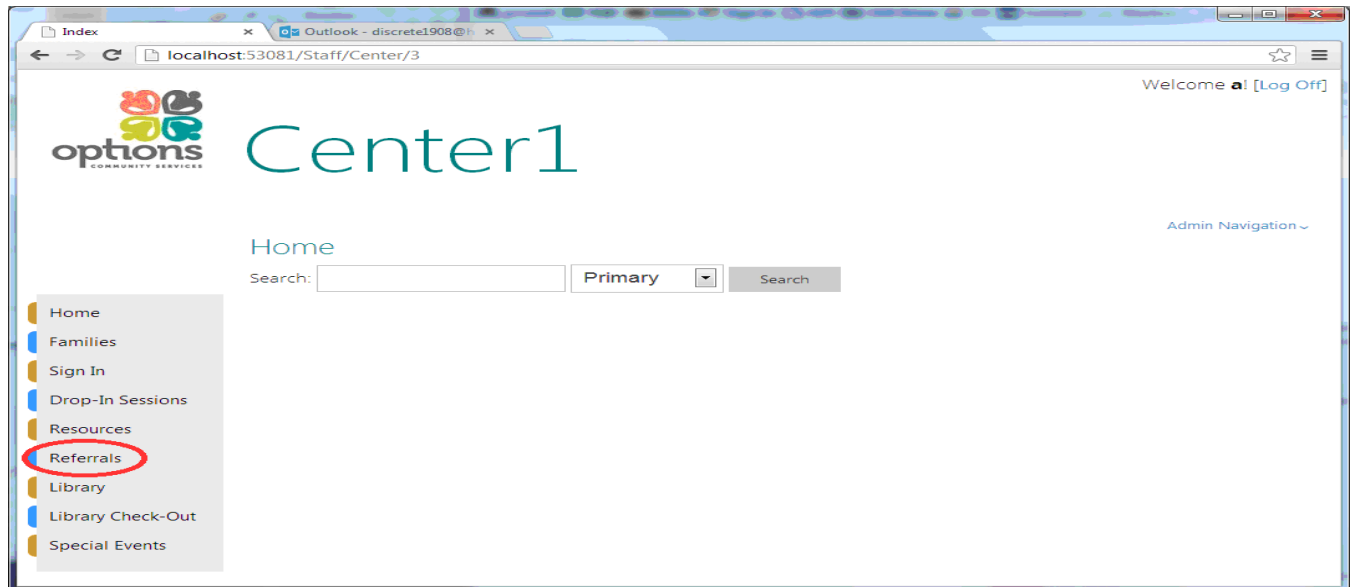 Index
Outlook - discrete1908@h
localhost:53081/Staff/Center/3
Welcome a! [Log Off]
options
COMMUNITY SERVICES
Center1
Admin Navigation
Home
Search:
Primary
Search
Home
Families
Sign In
Drop-In Sessions
Resources
Referrals
Library
Library Check-Out
Special Events